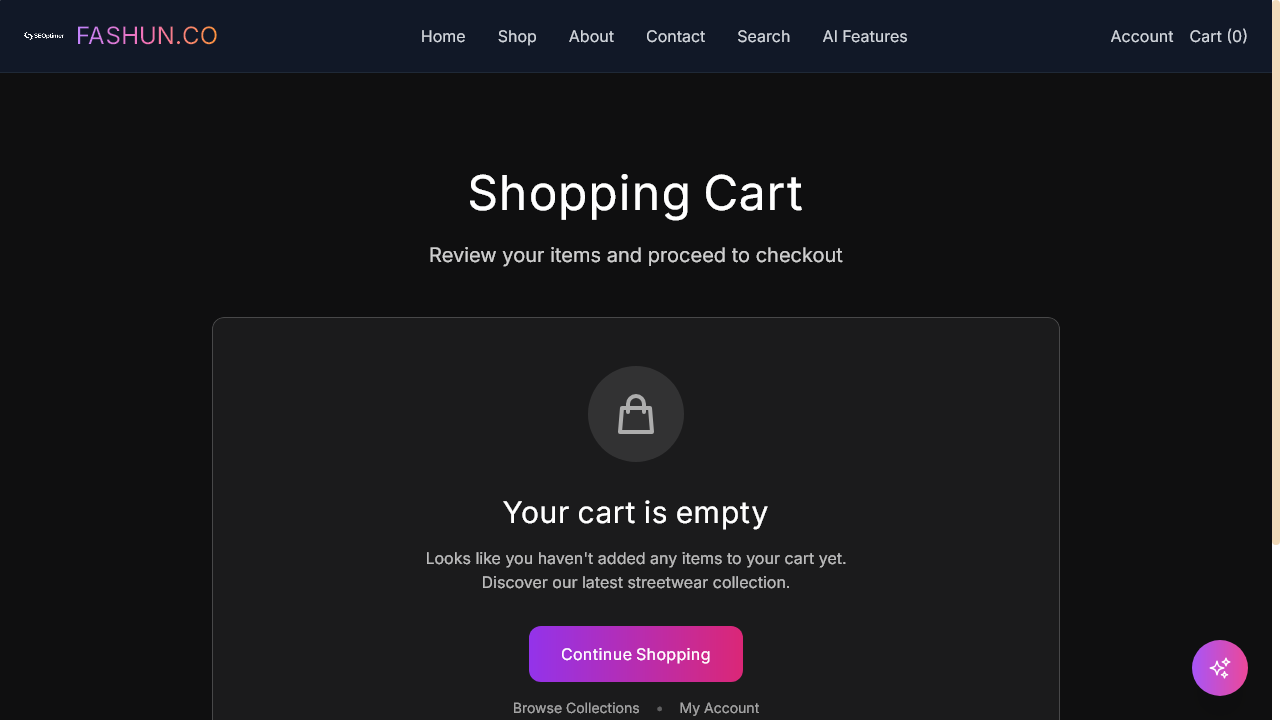 SEOptimer
FASHUN.CO
Home
Shop
About
Contact
Search
AI Features
Account
Cart (0)
Shopping Cart
Review your items and proceed to checkout
Your cart is empty
Looks like you haven't added any items to your cart yet.
Discover our latest streetwear collection.
Continue Shopping
Browse Collections
My Account